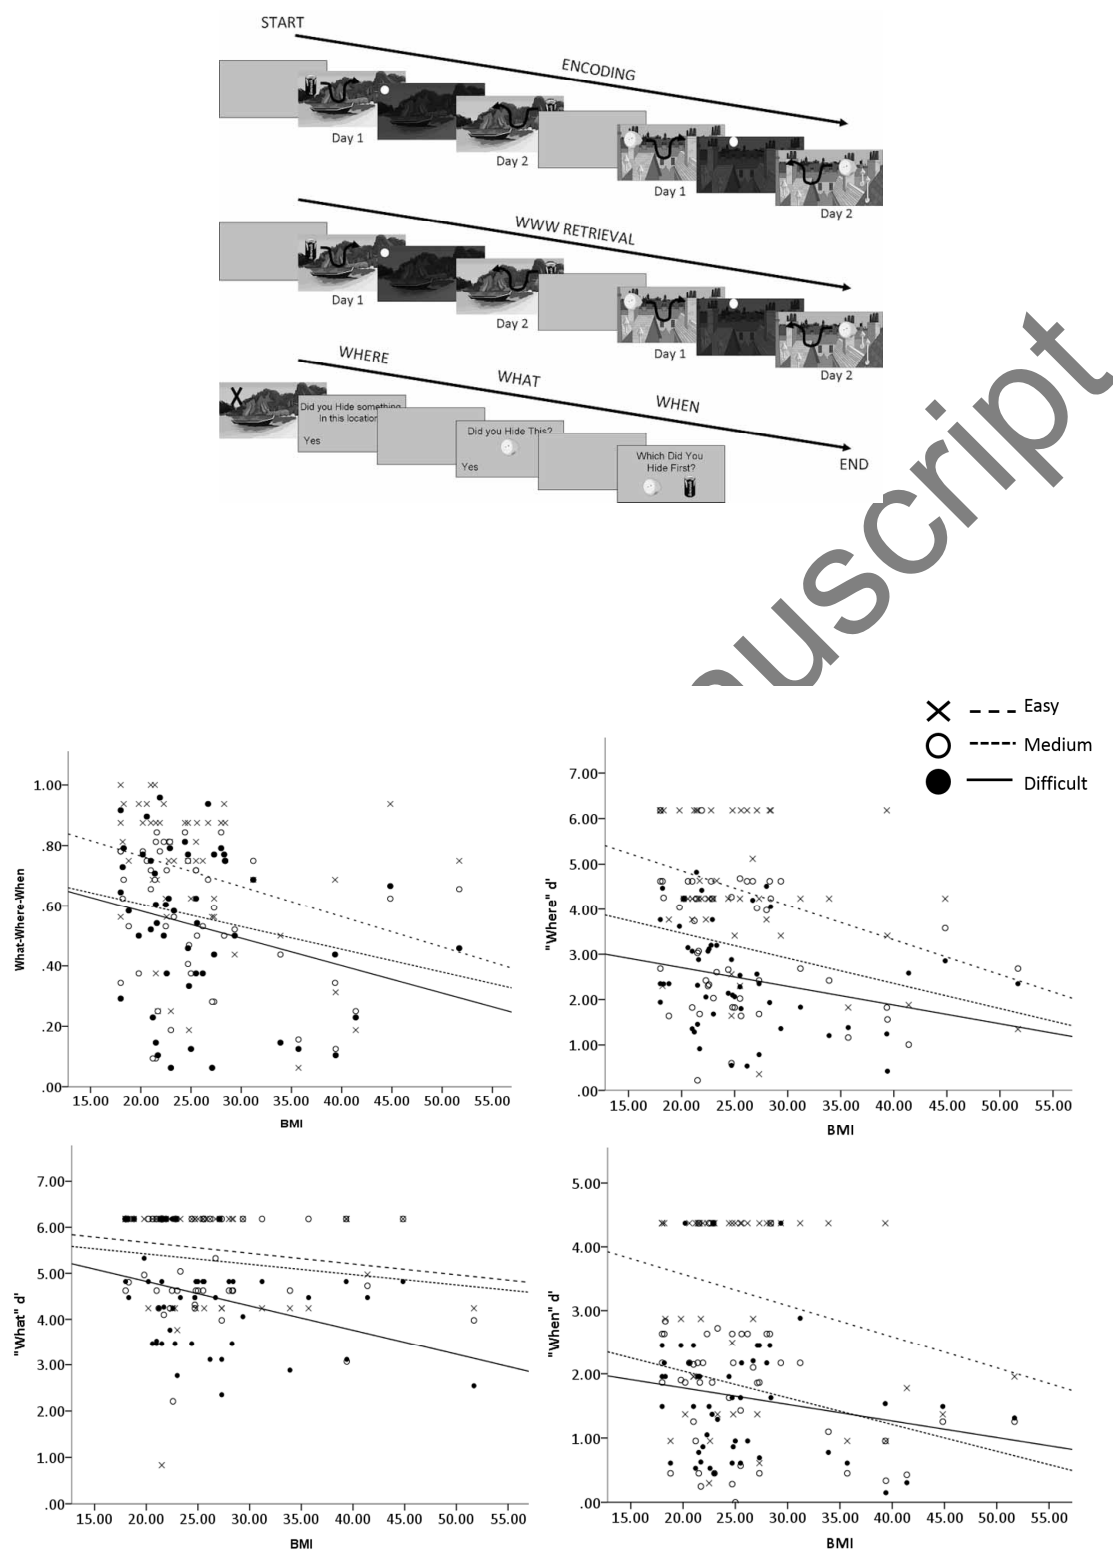 START
ENCODING
Day 1
Day 2
Day 1
Day 2
WWW RETRIEVAL
Day 1
Day 2
Day 1
Day 2
WHERE
WHAT
WHEN
Did you Hide something
In this location
Yes
Did you Hide This?
Yes
Which Did You
Hide First?
END
uscript
Easy
Medium
Difficult
What-Where-When
1.00
.80
.60
.40
.20
.00
15.00 20.00 25.00 30.00 35.00 40.00 45.00 50.00 55.00
BMI
"Where" d'
7.00
6.00
5.00
4.00
3.00
2.00
1.00
.00
15.00 20.00 25.00 30.00 35.00 40.00 45.00 50.00 55.00
BMI
"What" d'
7.00
6.00
5.00
4.00
3.00
2.00
1.00
.00
15.00 20.00 25.00 30.00 35.00 40.00 45.00 50.00 55.00
BMI
"When" d'
5.00
4.00
3.00
2.00
1.00
.00
15.00 20.00 25.00 30.00 35.00 40.00 45.00 50.00 55.00
BMI